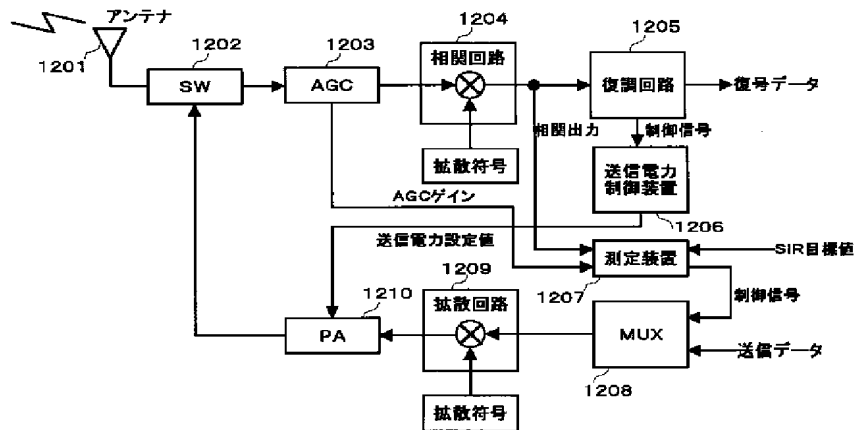 アンテナ
1201
1202
SW
1203
AGC
1204
相関回路
拡散符号
1205
復調回路
復号データ
相関出力
制御信号
送信電力
制御装置
1206
AGCゲイン
送信電力設定値
測定装置
SIR目標値
1207
制御信号
1209
拡散回路
1210
PA
MUX
送信データ
1208
拡散符号